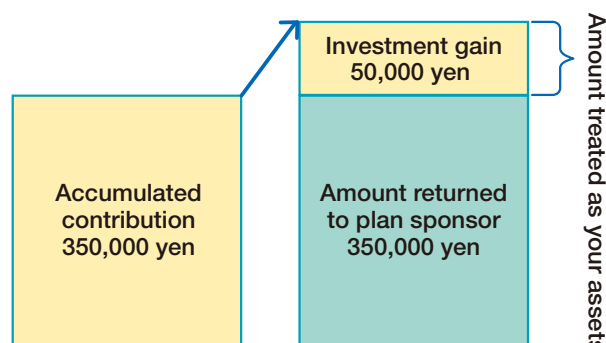 Accumulated
contribution
350,000 yen
Investment gain
50,000 yen
Amount returned
to plan sponsor
350,000 yen
Amount treated as your assets